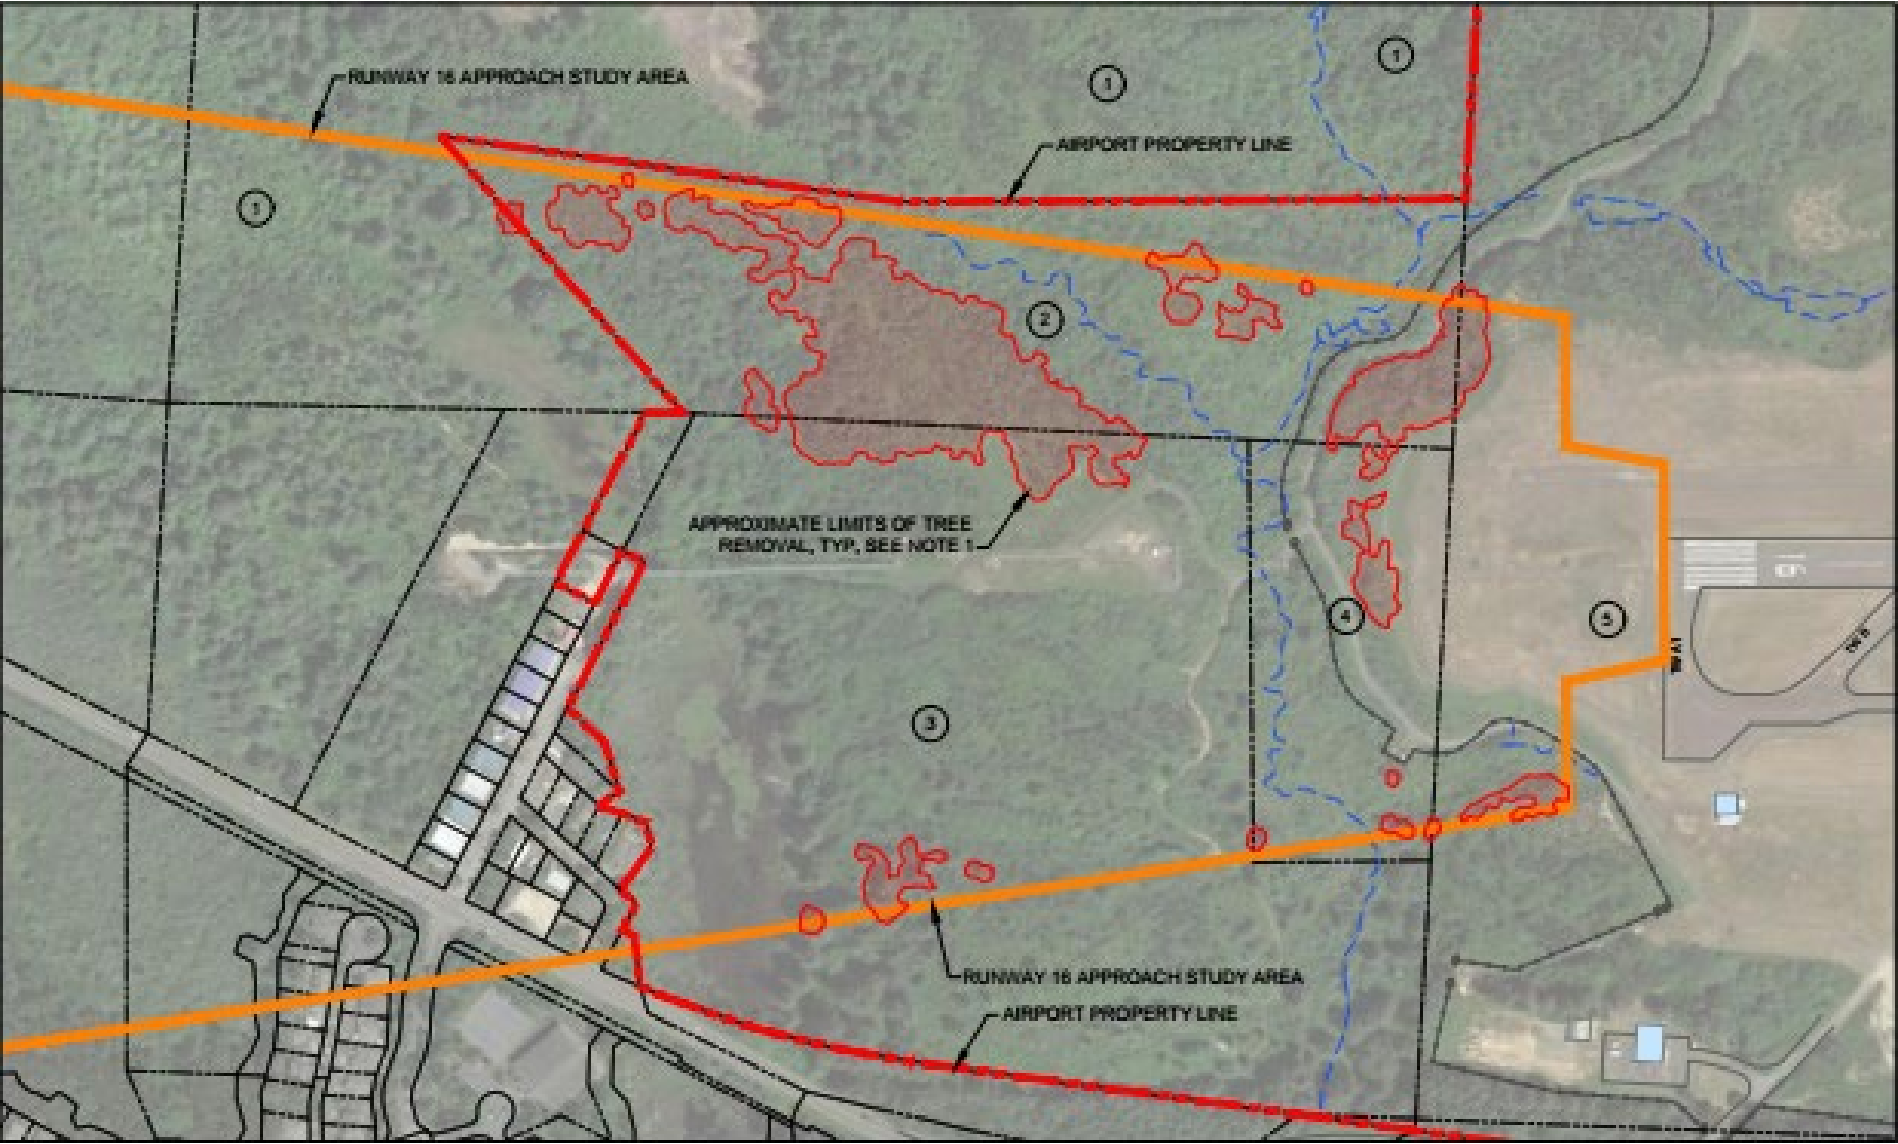 1
1
RUNWAY 16 APPROACH STUDY AREA
AIRPORT PROPERTY LINE
1
2
APPROXIMATE LIMITS OF TREE
REMOVAL, TYP, SEE NOTE 1
16
4
5
3
RUNWAY 16 APPROACH STUDY AREA
AIRPORT PROPERTY LINE